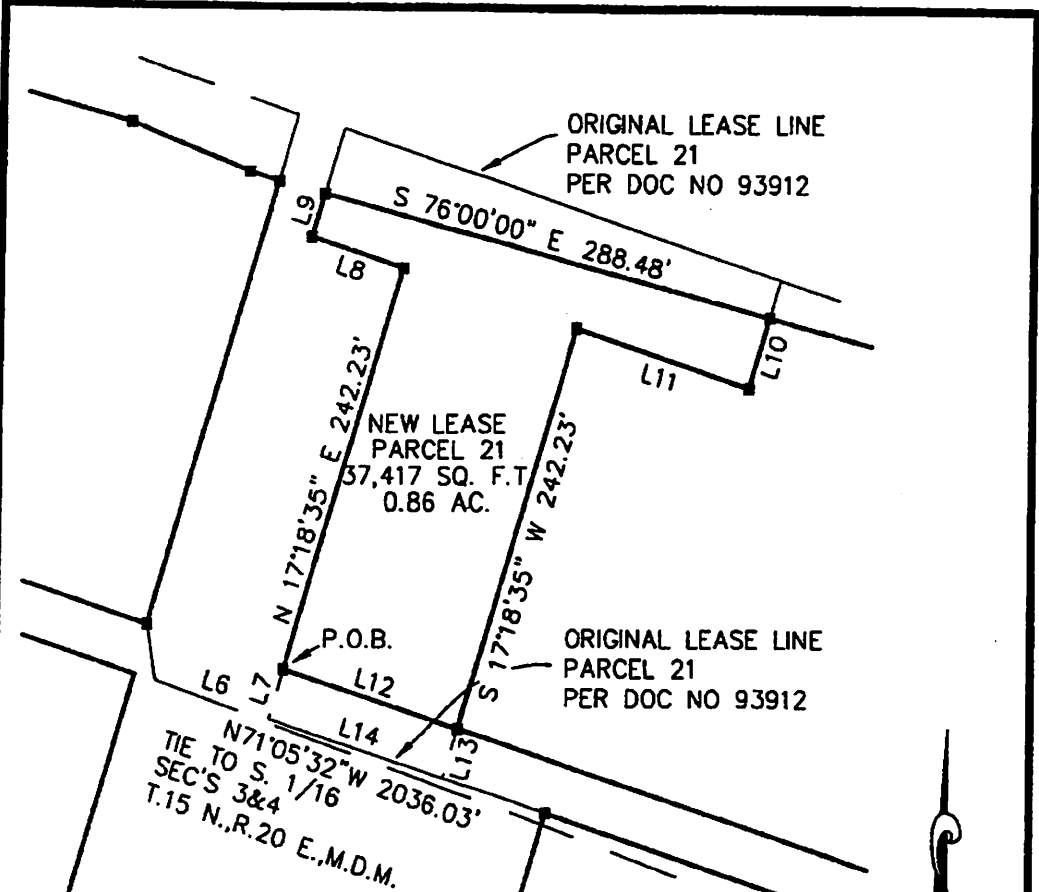 ORIGINAL LEASE LINE
PARCEL 21
PER DOC NO 93912
S 76°00'00" E 288.48'
L9
L8
L10
L11
N 17°18'35" E 242.23'
NEW LEASE
PARCEL 21
37,417 SQ. F.T
0.86 AC.
S 17°18'35" W 242.23'
P.O.B.
ORIGINAL LEASE LINE
PARCEL 21
PER DOC NO 93912
L6
L7
L12
L14
L13
N71°05'32"W 2036.03'
TIE TO S. 1/16
SEC'S 3&4
T.15 N.,R.20 E.,M.D.M.